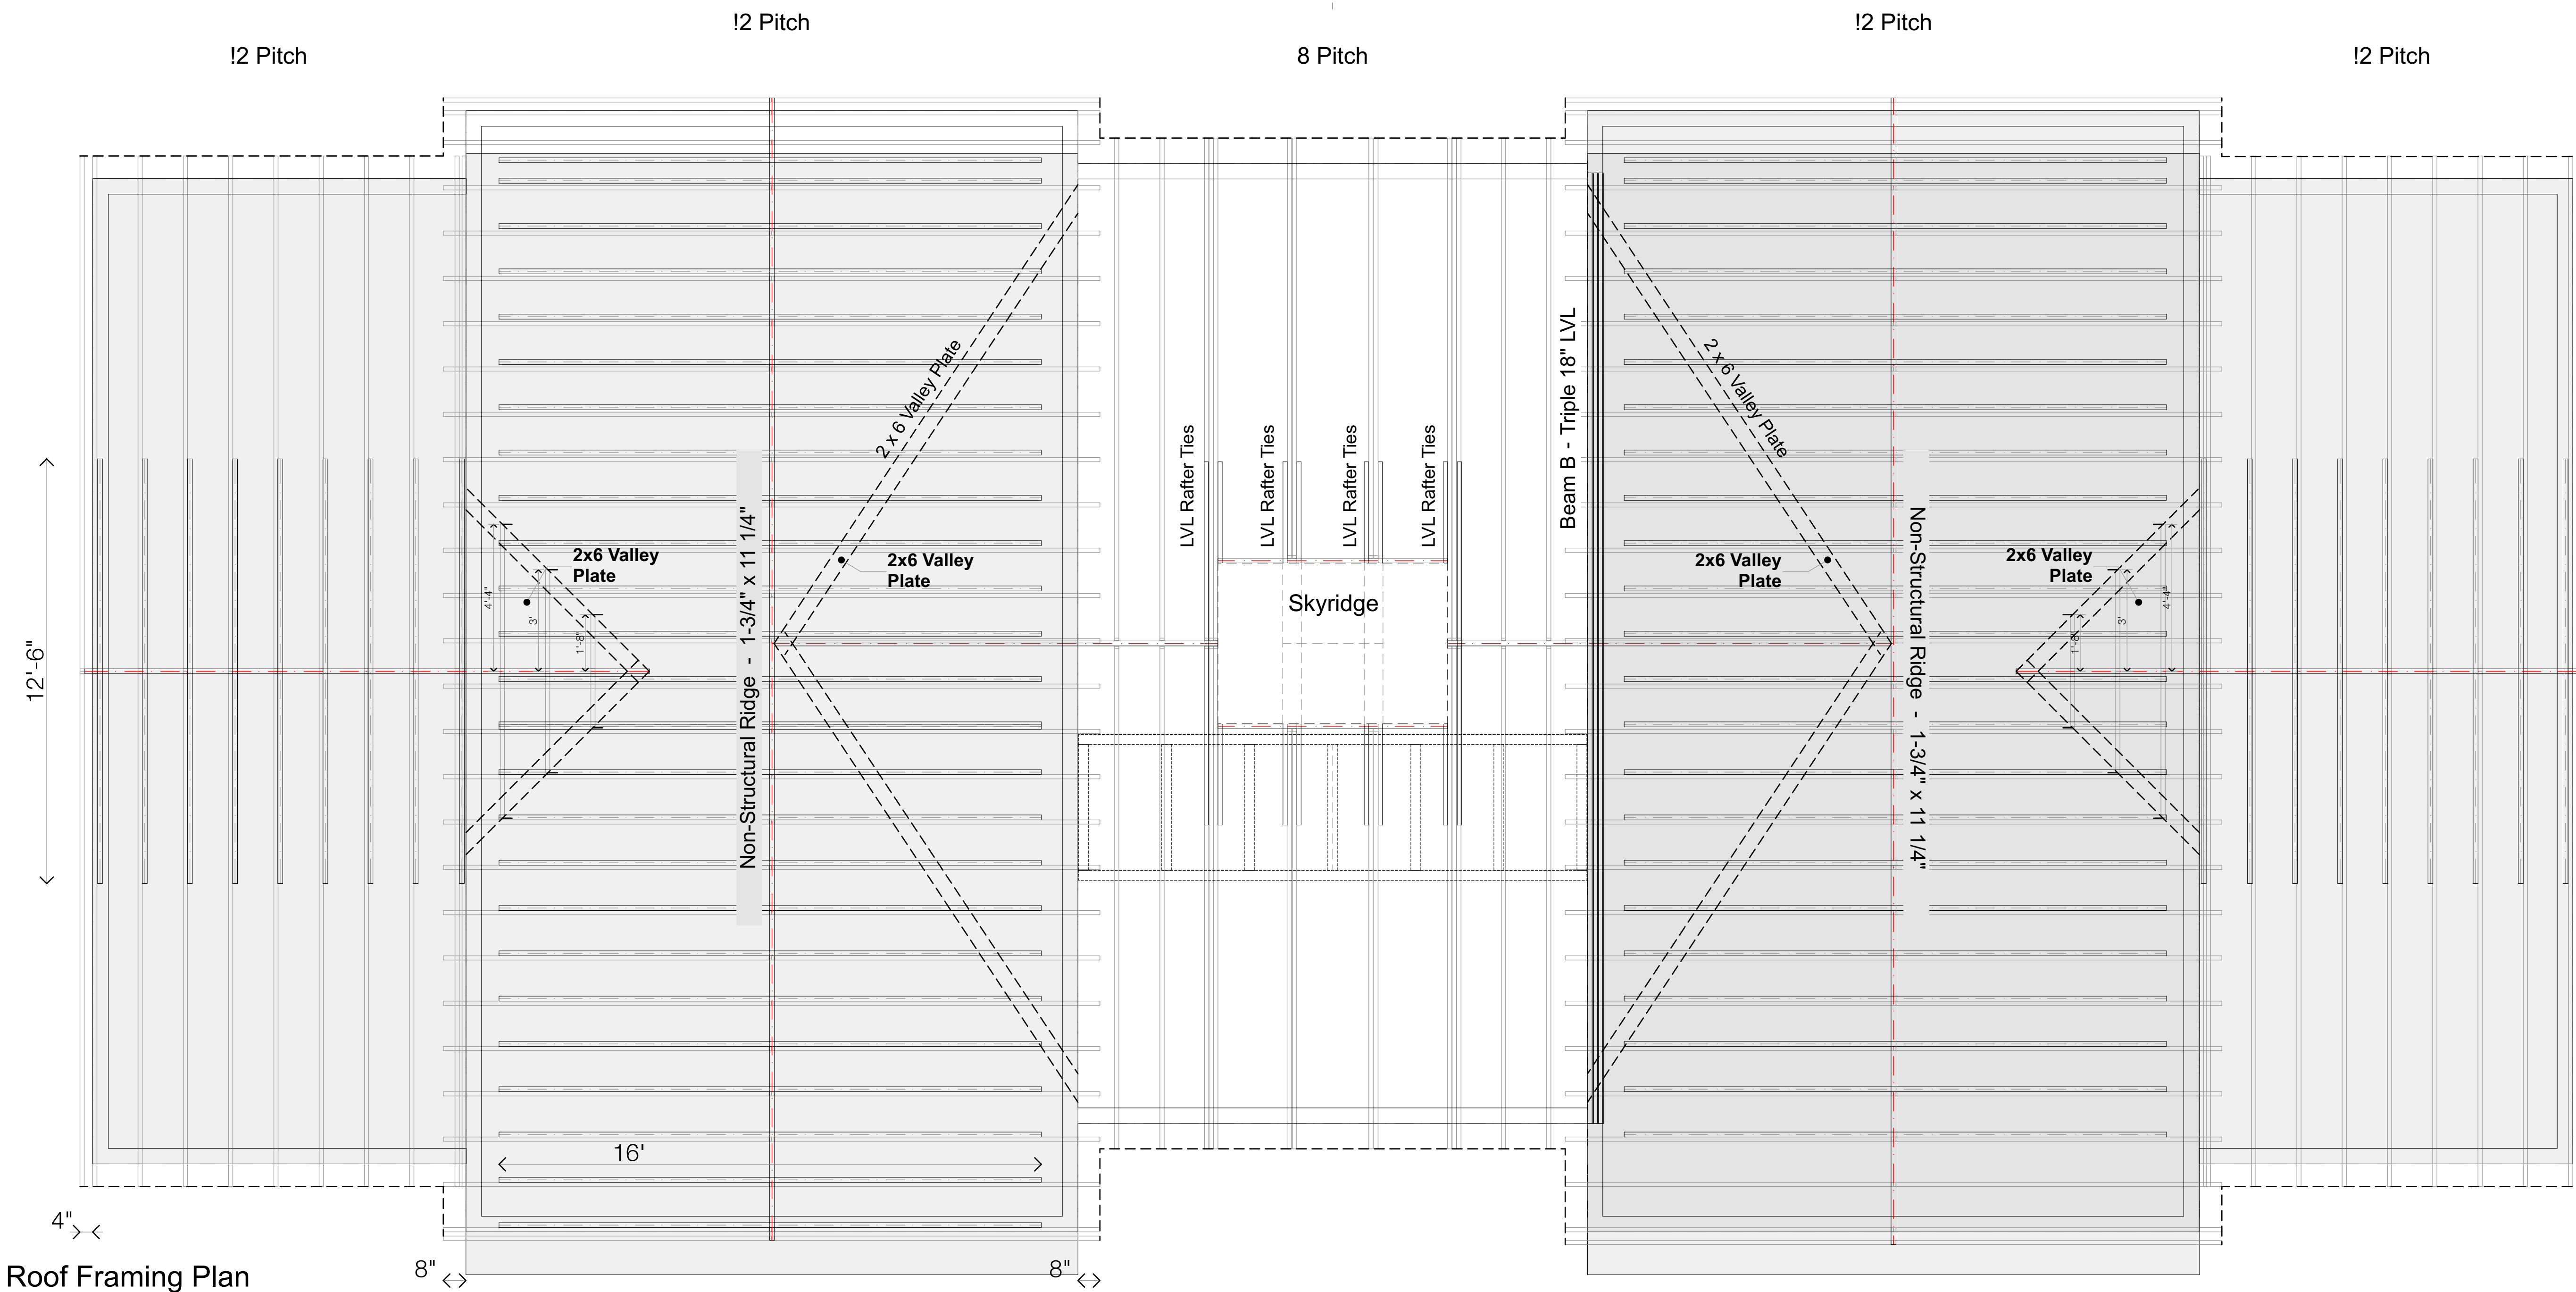 !2 Pitch
!2 Pitch
8 Pitch
!2 Pitch
!2 Pitch
2 x 6 Valley Plate
LVL Rafter Ties
LVL Rafter Ties
LVL Rafter Ties
LVL Rafter Ties
Beam B - Triple 18" LVL
2 x 6 Valley Plate
12'-6"
4'-4"
3'
1'-8"
2x6 Valley
Plate
Non-Structural Ridge - 1-3/4" x 11 1/4"
2x6 Valley
Plate
Skyridge
2x6 Valley
Plate
Non-Structural Ridge - 1-3/4" x 11 1/4"
2x6 Valley
Plate
1'-8"
3'
4'-4"
16'
4"
8"
8"
Roof Framing Plan